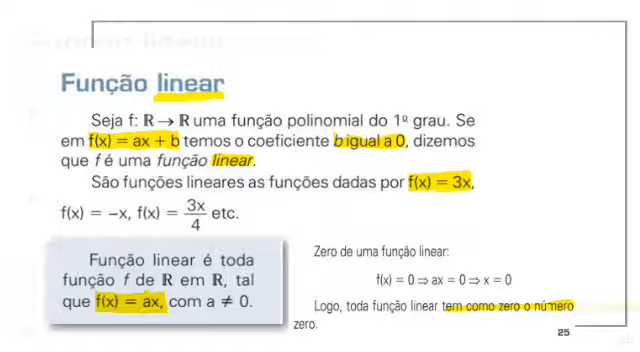 Função linear
Seja f: R → R uma função polinomial do 1º grau. Se
em f(x) = ax + b temos o coeficiente b igual a 0, dizemos
que f é uma função linear.
São funções lineares as funções dadas por f(x) = 3x,
f(x) = –x, f(x) = 3x/4 etc.
Função linear é toda
função f de R em R, tal
que f(x) = ax, com a ≠ 0.
Zero de uma função linear:
f(x) = 0 ⇒ ax = 0 ⇒ x = 0
Logo, toda função linear tem como zero o número
zero.
25